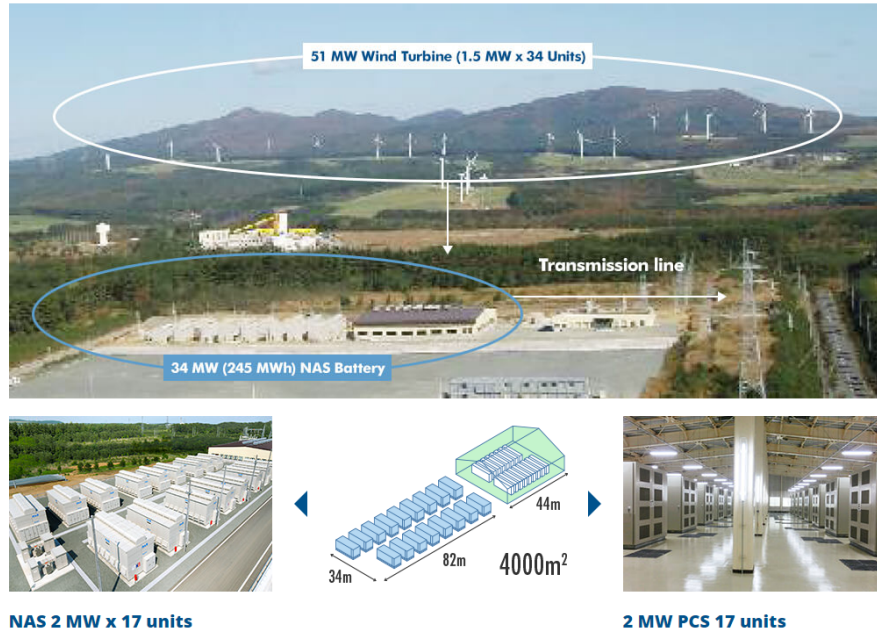 51 MW Wind Turbine (1.5 MW x 34 Units)
Transmission line
34 MW (245 MWh) NAS Battery
44m
82m
34m
4000m²
NAS 2 MW x 17 units
2 MW PCS 17 units